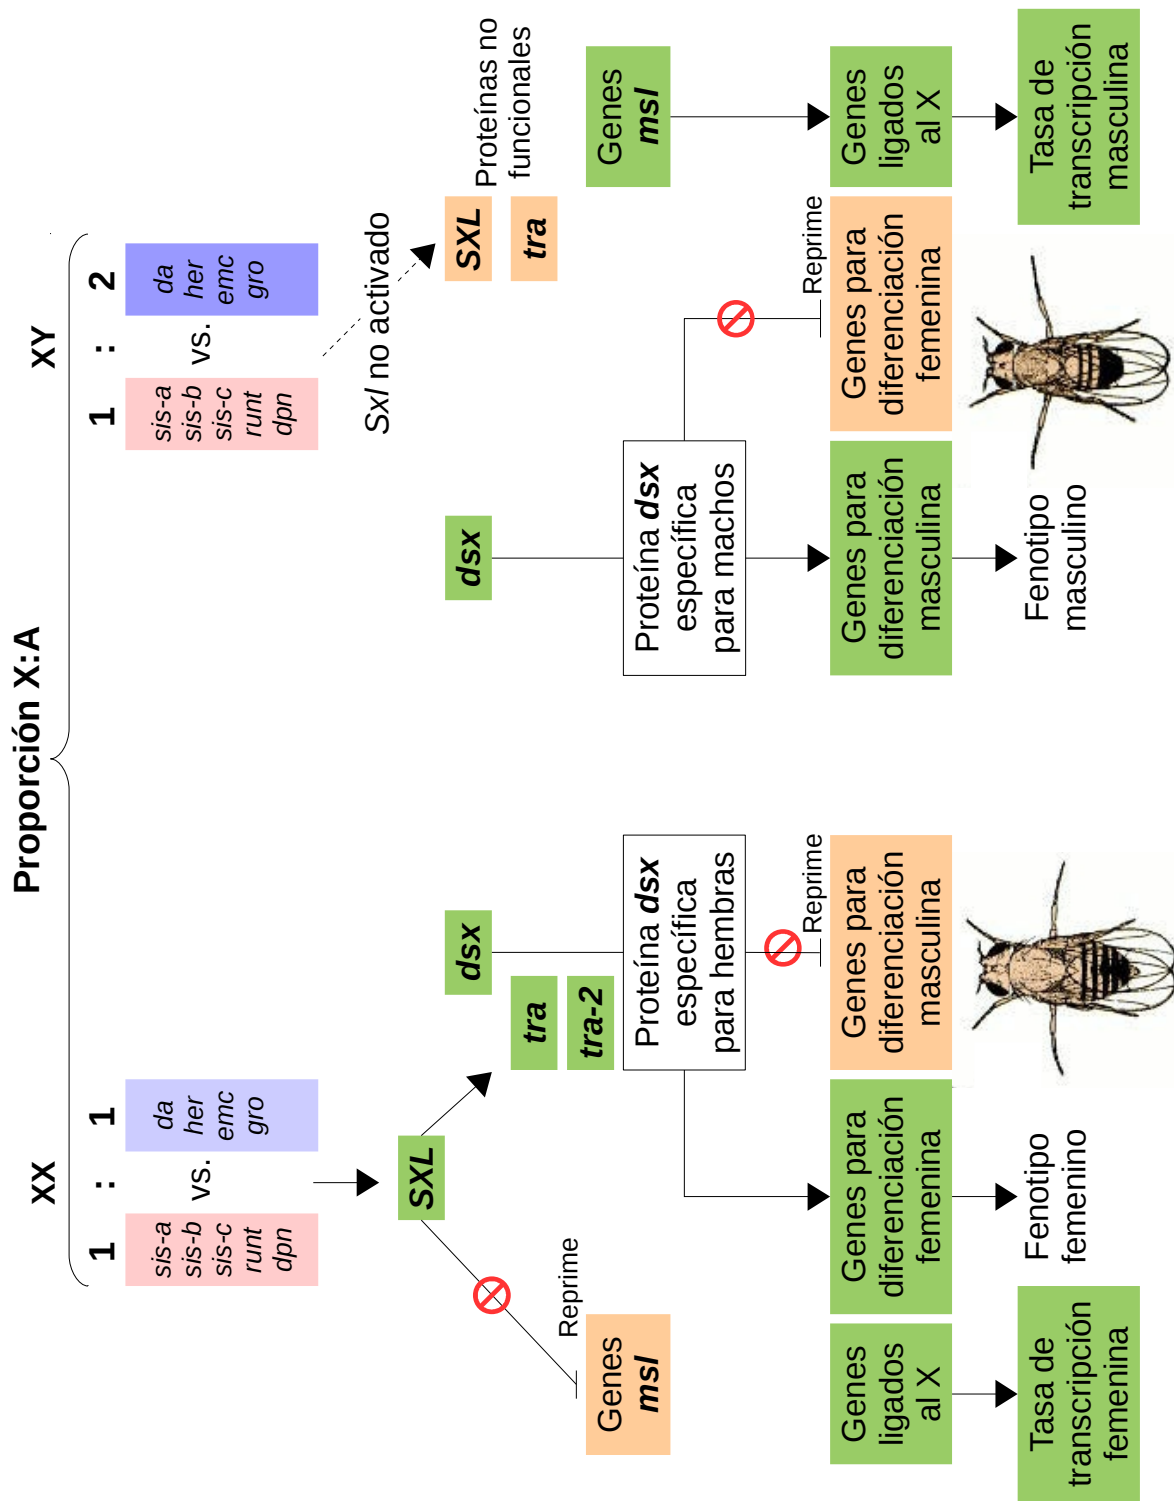 Proporción X:A
XX
1 : 1
sis-a
sis-b
sis-c
runt
dpn
vs.
da
her
emc
gro
SXL
Reprime
Genes
msl
dsx
tra
tra-2
Proteína dsx
específica
para hembras
Reprime
Genes
ligados
al X
Genes para
diferenciación
femenina
Genes para
diferenciación
masculina
Tasa de
transcripción
femenina
Fenotipo
femenino
XY
1 : 2
sis-a
sis-b
sis-c
runt
dpn
vs.
da
her
emc
gro
Sxl no activado
SXL
tra
Proteínas no
funcionales
dsx
Genes
msl
Proteína dsx
específica
para machos
Reprime
Genes para
diferenciación
masculina
Genes para
diferenciación
femenina
Genes
ligados
al X
Fenotipo
masculino
Tasa de
transcripción
masculina